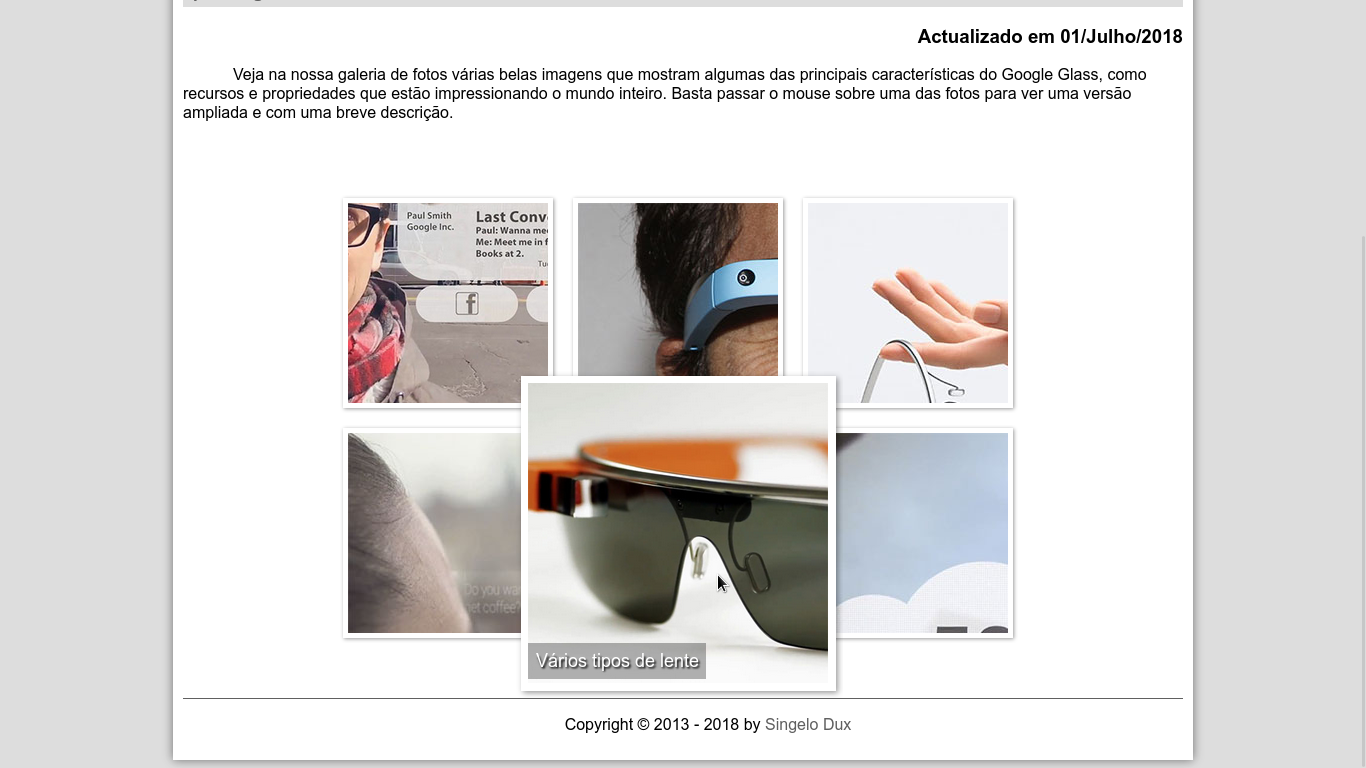 Actualizado em 01/Julho/2018
Veja na nossa galeria de fotos várias belas imagens que mostram algumas das principais características do Google Glass, como
recursos e propriedades que estão impressionando o mundo inteiro. Basta passar o mouse sobre uma das fotos para ver uma versão
ampliada e com uma breve descrição.
Paul Smith
Google Inc.
Last Conv
Paul: Wanna mee
Me: Meet me in f
Books at 2.
Tu
Do you wa
get coffee?
Vários tipos de lente
Copyright © 2013 - 2018 by Singelo Dux